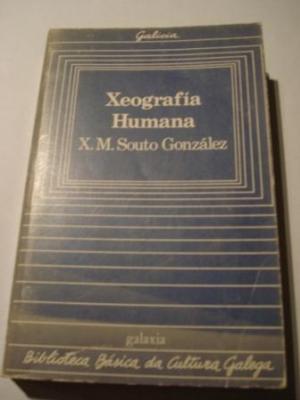 Galicia
Xeografía
Humana
X. M. Souto González
galaxia
Biblioteca Básica da Cultura Galega